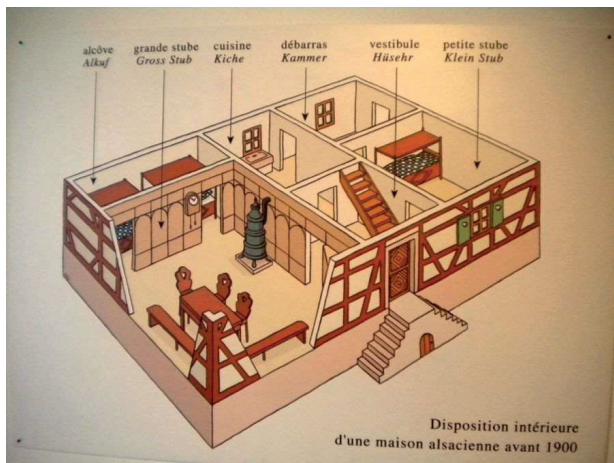 alcôve
Alkuf
grande stube
Gross Stub
cuisine
Kiche
débarras
Kammer
vestibule
Hüsehr
petite stube
Klein Stub
Disposition intérieure
d'une maison alsacienne avant 1900